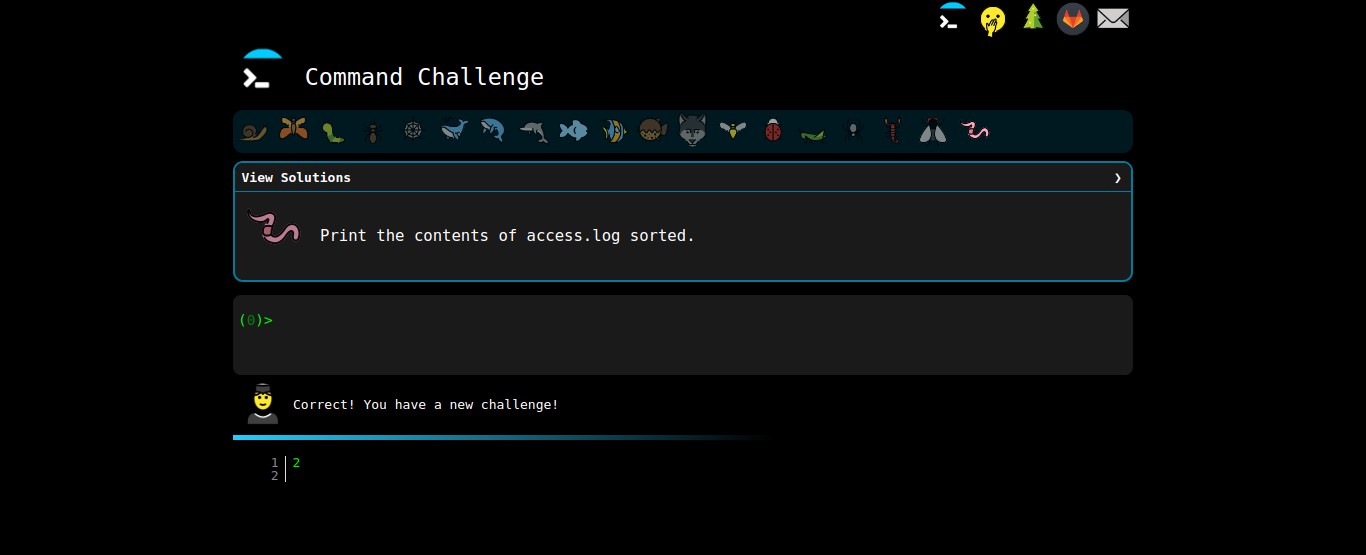 Command Challenge
View Solutions ❯
Print the contents of access.log sorted.
(0)>
Correct! You have a new challenge!
1 2
2